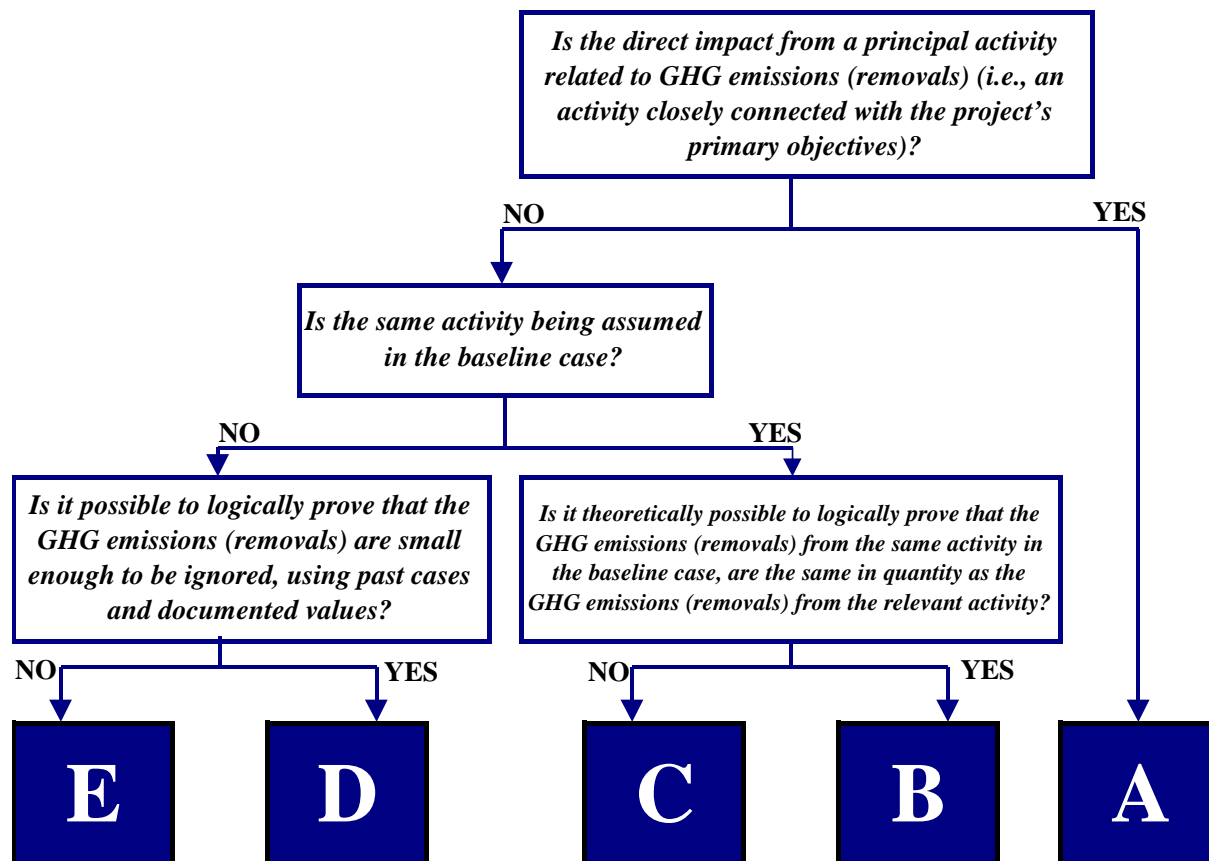 Is the direct impact from a principal activity
related to GHG emissions (removals) (i.e., an
activity closely connected with the project's
primary objectives)?
NO
YES
Is the same activity being assumed
in the baseline case?
NO
YES
Is it possible to logically prove that the
GHG emissions (removals) are small
enough to be ignored, using past cases
and documented values?
Is it theoretically possible to logically prove that the
GHG emissions (removals) from the same activity in
the baseline case, are the same in quantity as the
GHG emissions (removals) from the relevant activity?
NO
YES
NO
YES
E
D
C
B
A